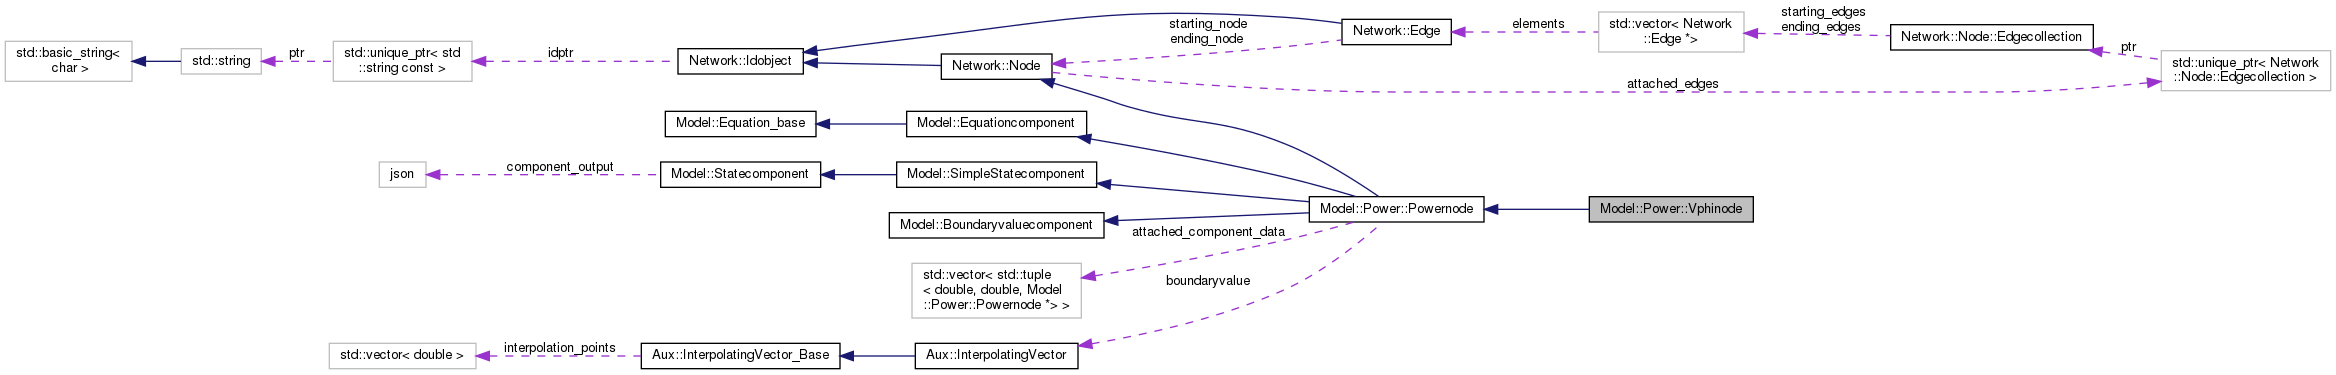 std::basic_string<
char >
std::string
ptr
std::unique_ptr< std
::string const >
idptr
Network::Idobject
starting_node
ending_node
Network::Node
Network::Edge
elements
std::vector< Network
::Edge *>
starting_edges
ending_edges
Network::Node::Edgecollection
ptr
std::unique_ptr< Network
::Node::Edgecollection >
attached_edges
Model::Equation_base
Model::Equationcomponent
json
component_output
Model::Statecomponent
Model::SimpleStatecomponent
Model::Boundaryvaluecomponent
Model::Power::Powernode
Model::Power::Vphinode
attached_component_data
std::vector< std::tuple
< double, double, Model
::Power::Powernode *> >
boundaryvalue
std::vector< double >
interpolation_points
Aux::InterpolatingVector_Base
Aux::InterpolatingVector